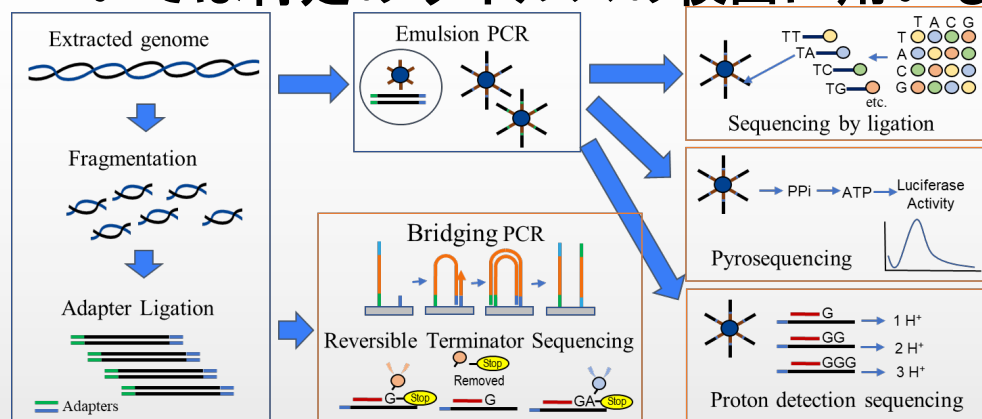 Extracted genome
Fragmentation
Adapter Ligation
Adapters
Emulsion PCR
Bridging PCR
Reversible Terminator Sequencing
Stop
Removed
G Stop
G
GA Stop
T A C G
T
A
C
G
TT
TA
TC
TG
etc.
Sequencing by ligation
PPi
ATP
Luciferase
Activity
Pyrosequencing
G
1 H⁺
GG
2 H⁺
GGG
3 H⁺
Proton detection sequencing